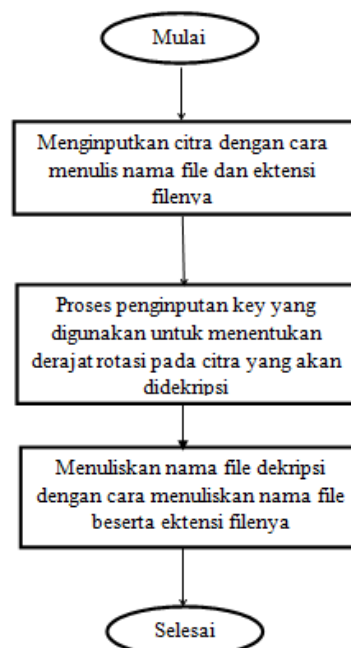 Mulai
Menginputkan citra dengan cara
menulis nama file dan ektensi
filenya
Proses penginputan key yang
digunakan untuk menentukan
derajat rotasi pada citra yang akan
didekripsi
Menuliskan nama file dekripsi
dengan cara menuliskan nama file
beserta ektensi filenya
Selesai